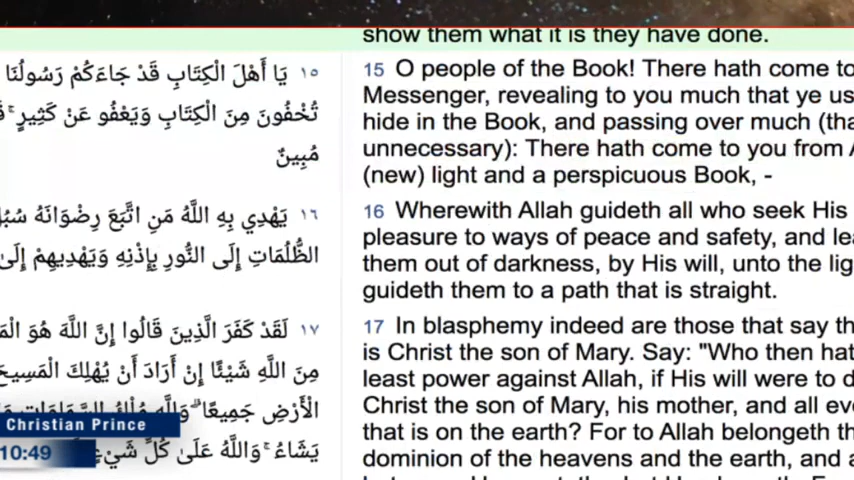 show them what it is they have done.
١٥ يَا أَهْلَ الْكِتَابِ قَدْ جَاءَكُمْ رَسُولُنَا
تُخْفُونَ مِنَ الْكِتَابِ وَيَعْفُو عَنْ كَثِيرٍ ۚ
مُبِينٌ
١٦ يَهْدِي بِهِ اللَّهُ مَنِ اتَّبَعَ رِضْوَانَهُ
الظُّلُمَاتِ إِلَى النُّورِ بِإِذْنِهِ وَيَهْدِيهِمْ إِلَىٰ
١٧ لَقَدْ كَفَرَ الَّذِينَ قَالُوا إِنَّ اللَّهَ هُوَ
مِنَ اللَّهِ شَيْئًا إِنْ أَرَادَ أَنْ يُهْلِكَ الْمَسِيحَ
الْأَرْضِ جَمِيعًا ۗ وَلِلَّهِ مُلْكُ السَّمَاوَاتِ
يَشَاءُ ۚ وَاللَّهُ عَلَىٰ كُلِّ شَيْءٍ
15 O people of the Book! There hath come to
Messenger, revealing to you much that ye us
hide in the Book, and passing over much (tha
unnecessary): There hath come to you from A
(new) light and a perspicuous Book, -
16 Wherewith Allah guideth all who seek His
pleasure to ways of peace and safety, and lea
them out of darkness, by His will, unto the lig
guideth them to a path that is straight.
17 In blasphemy indeed are those that say th
is Christ the son of Mary. Say: "Who then hat
least power against Allah, if His will were to d
Christ the son of Mary, his mother, and all eve
that is on the earth? For to Allah belongeth th
dominion of the heavens and the earth, and a
Christian Prince
10:49